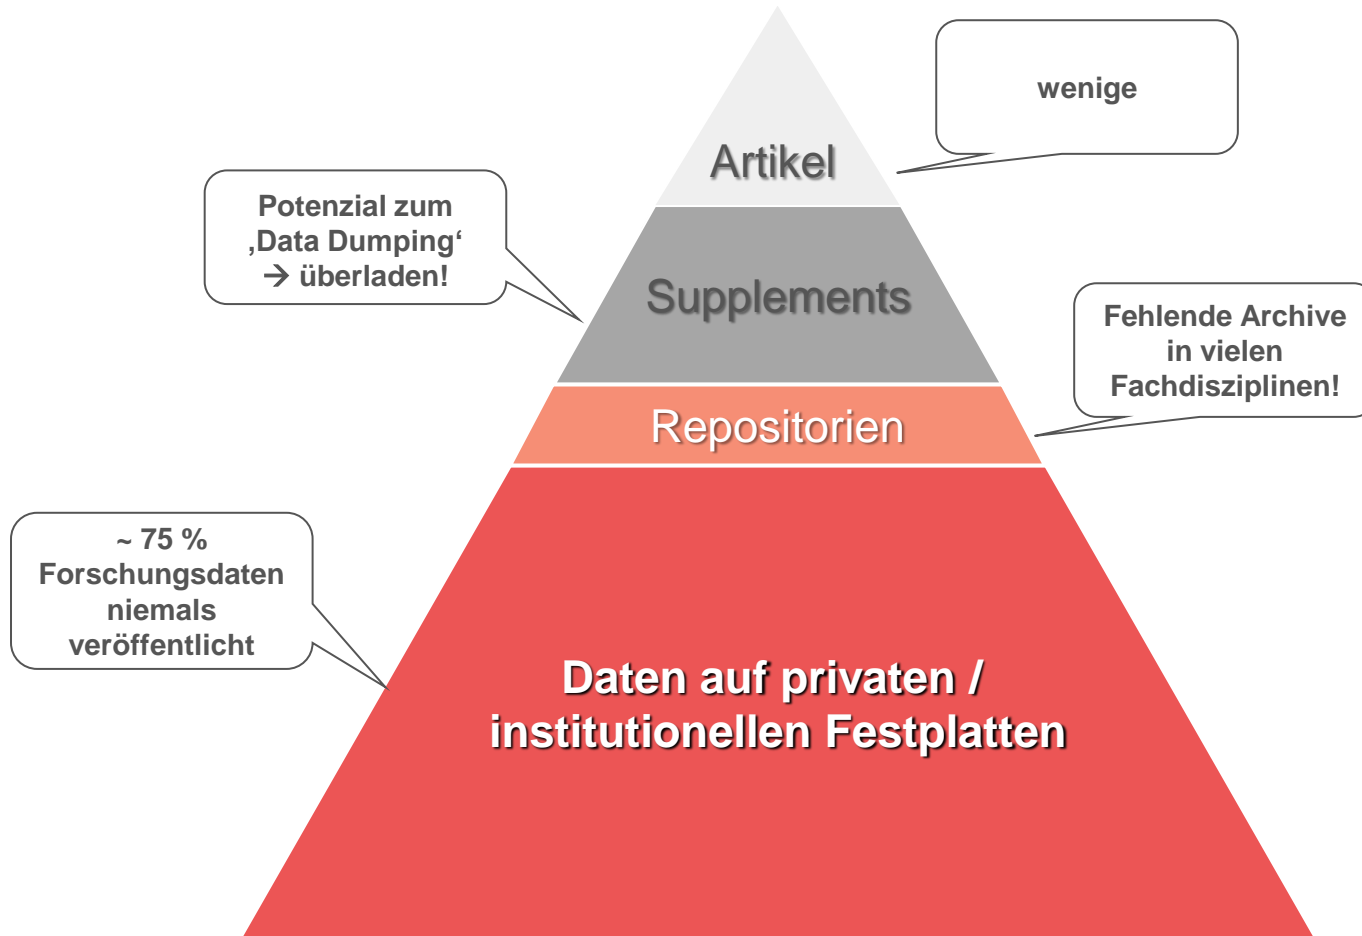 wenige
Artikel
Potenzial zum
‚Data Dumping‘
→ überladen!
Supplements
Fehlende Archive
in vielen
Fachdisziplinen!
Repositorien
~ 75 %
Forschungsdaten
niemals
veröffentlicht
Daten auf privaten /
institutionellen Festplatten